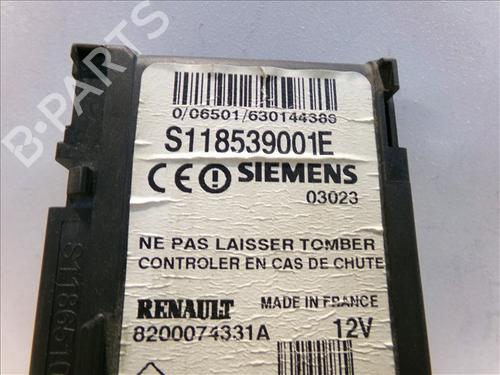 0/06501/630144389
S118539001E
CE SIEMENS
03023
NE PAS LAISSER TOMBER
CONTROLER EN CAS DE CHUTE
RENAULT MADE IN FRANCE
8200074331A 12V
B-PARTS